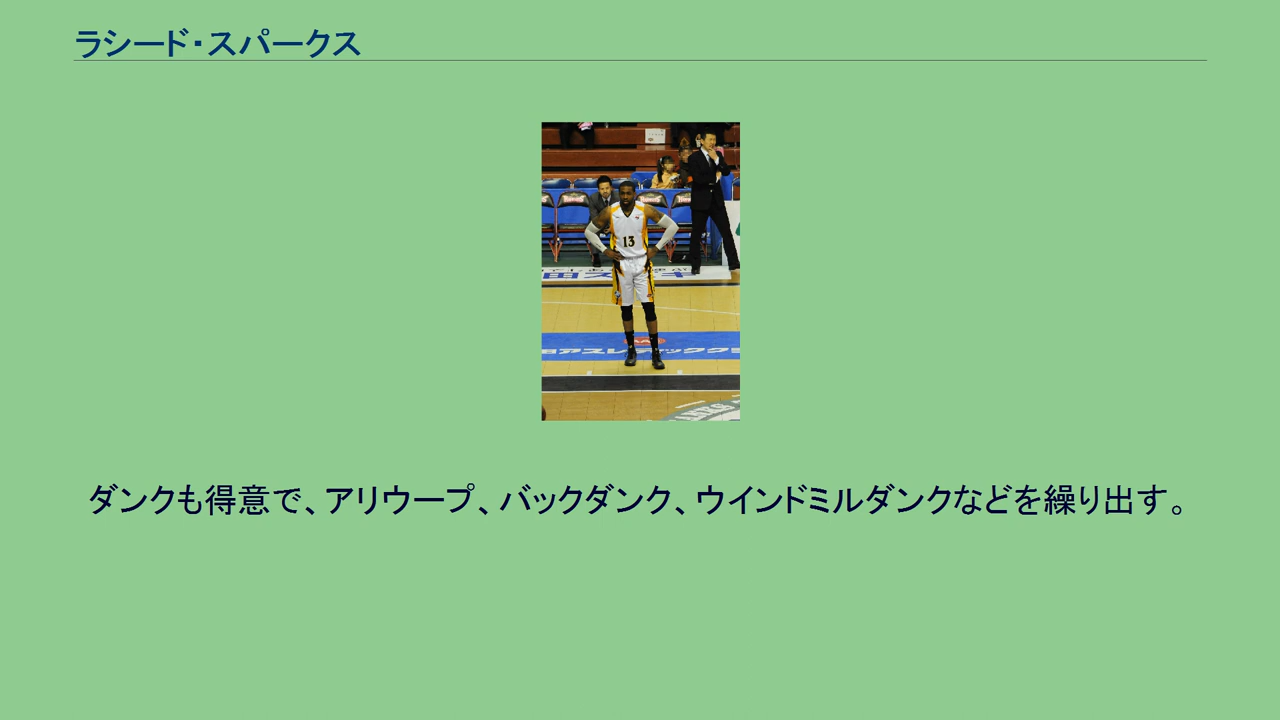 ラシード・スパークス
13
ダンクも得意で、アリウープ、バックダンク、ウインドミルダンクなどを繰り出す。